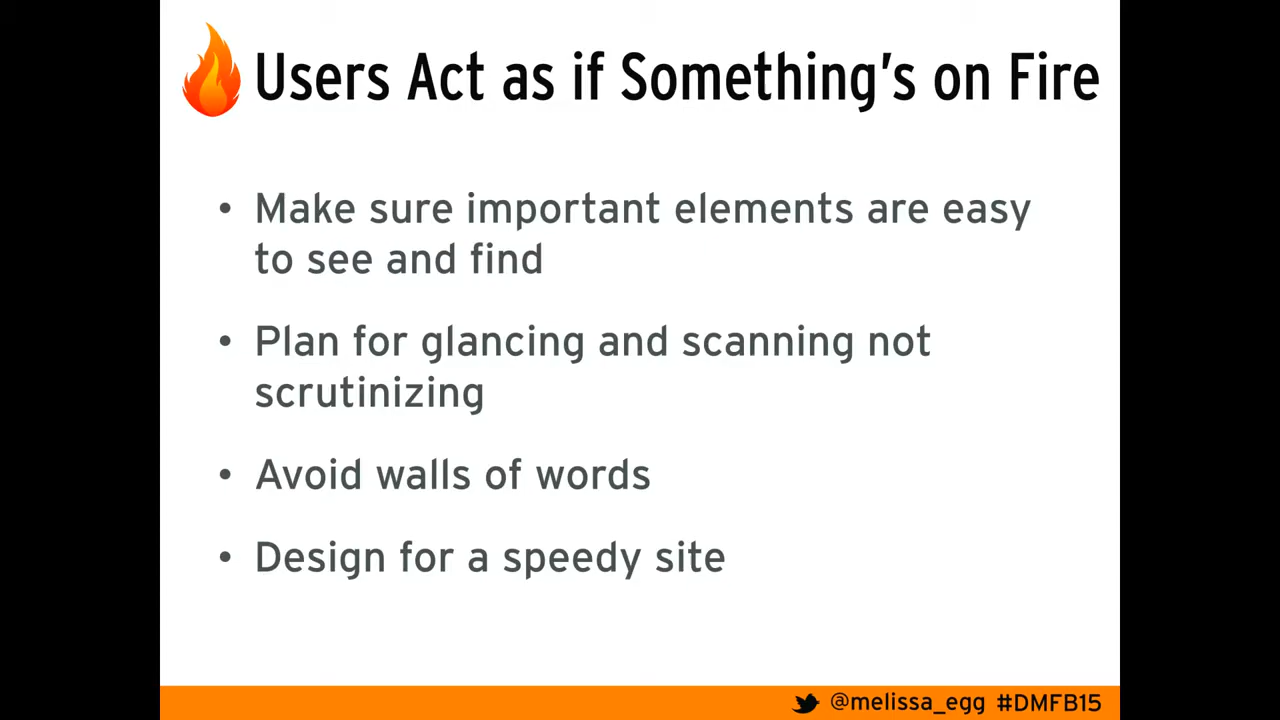 Users Act as if Something's on Fire
• Make sure important elements are easy
to see and find
• Plan for glancing and scanning not
scrutinizing
• Avoid walls of words
• Design for a speedy site
@melissa_egg #DMFB15